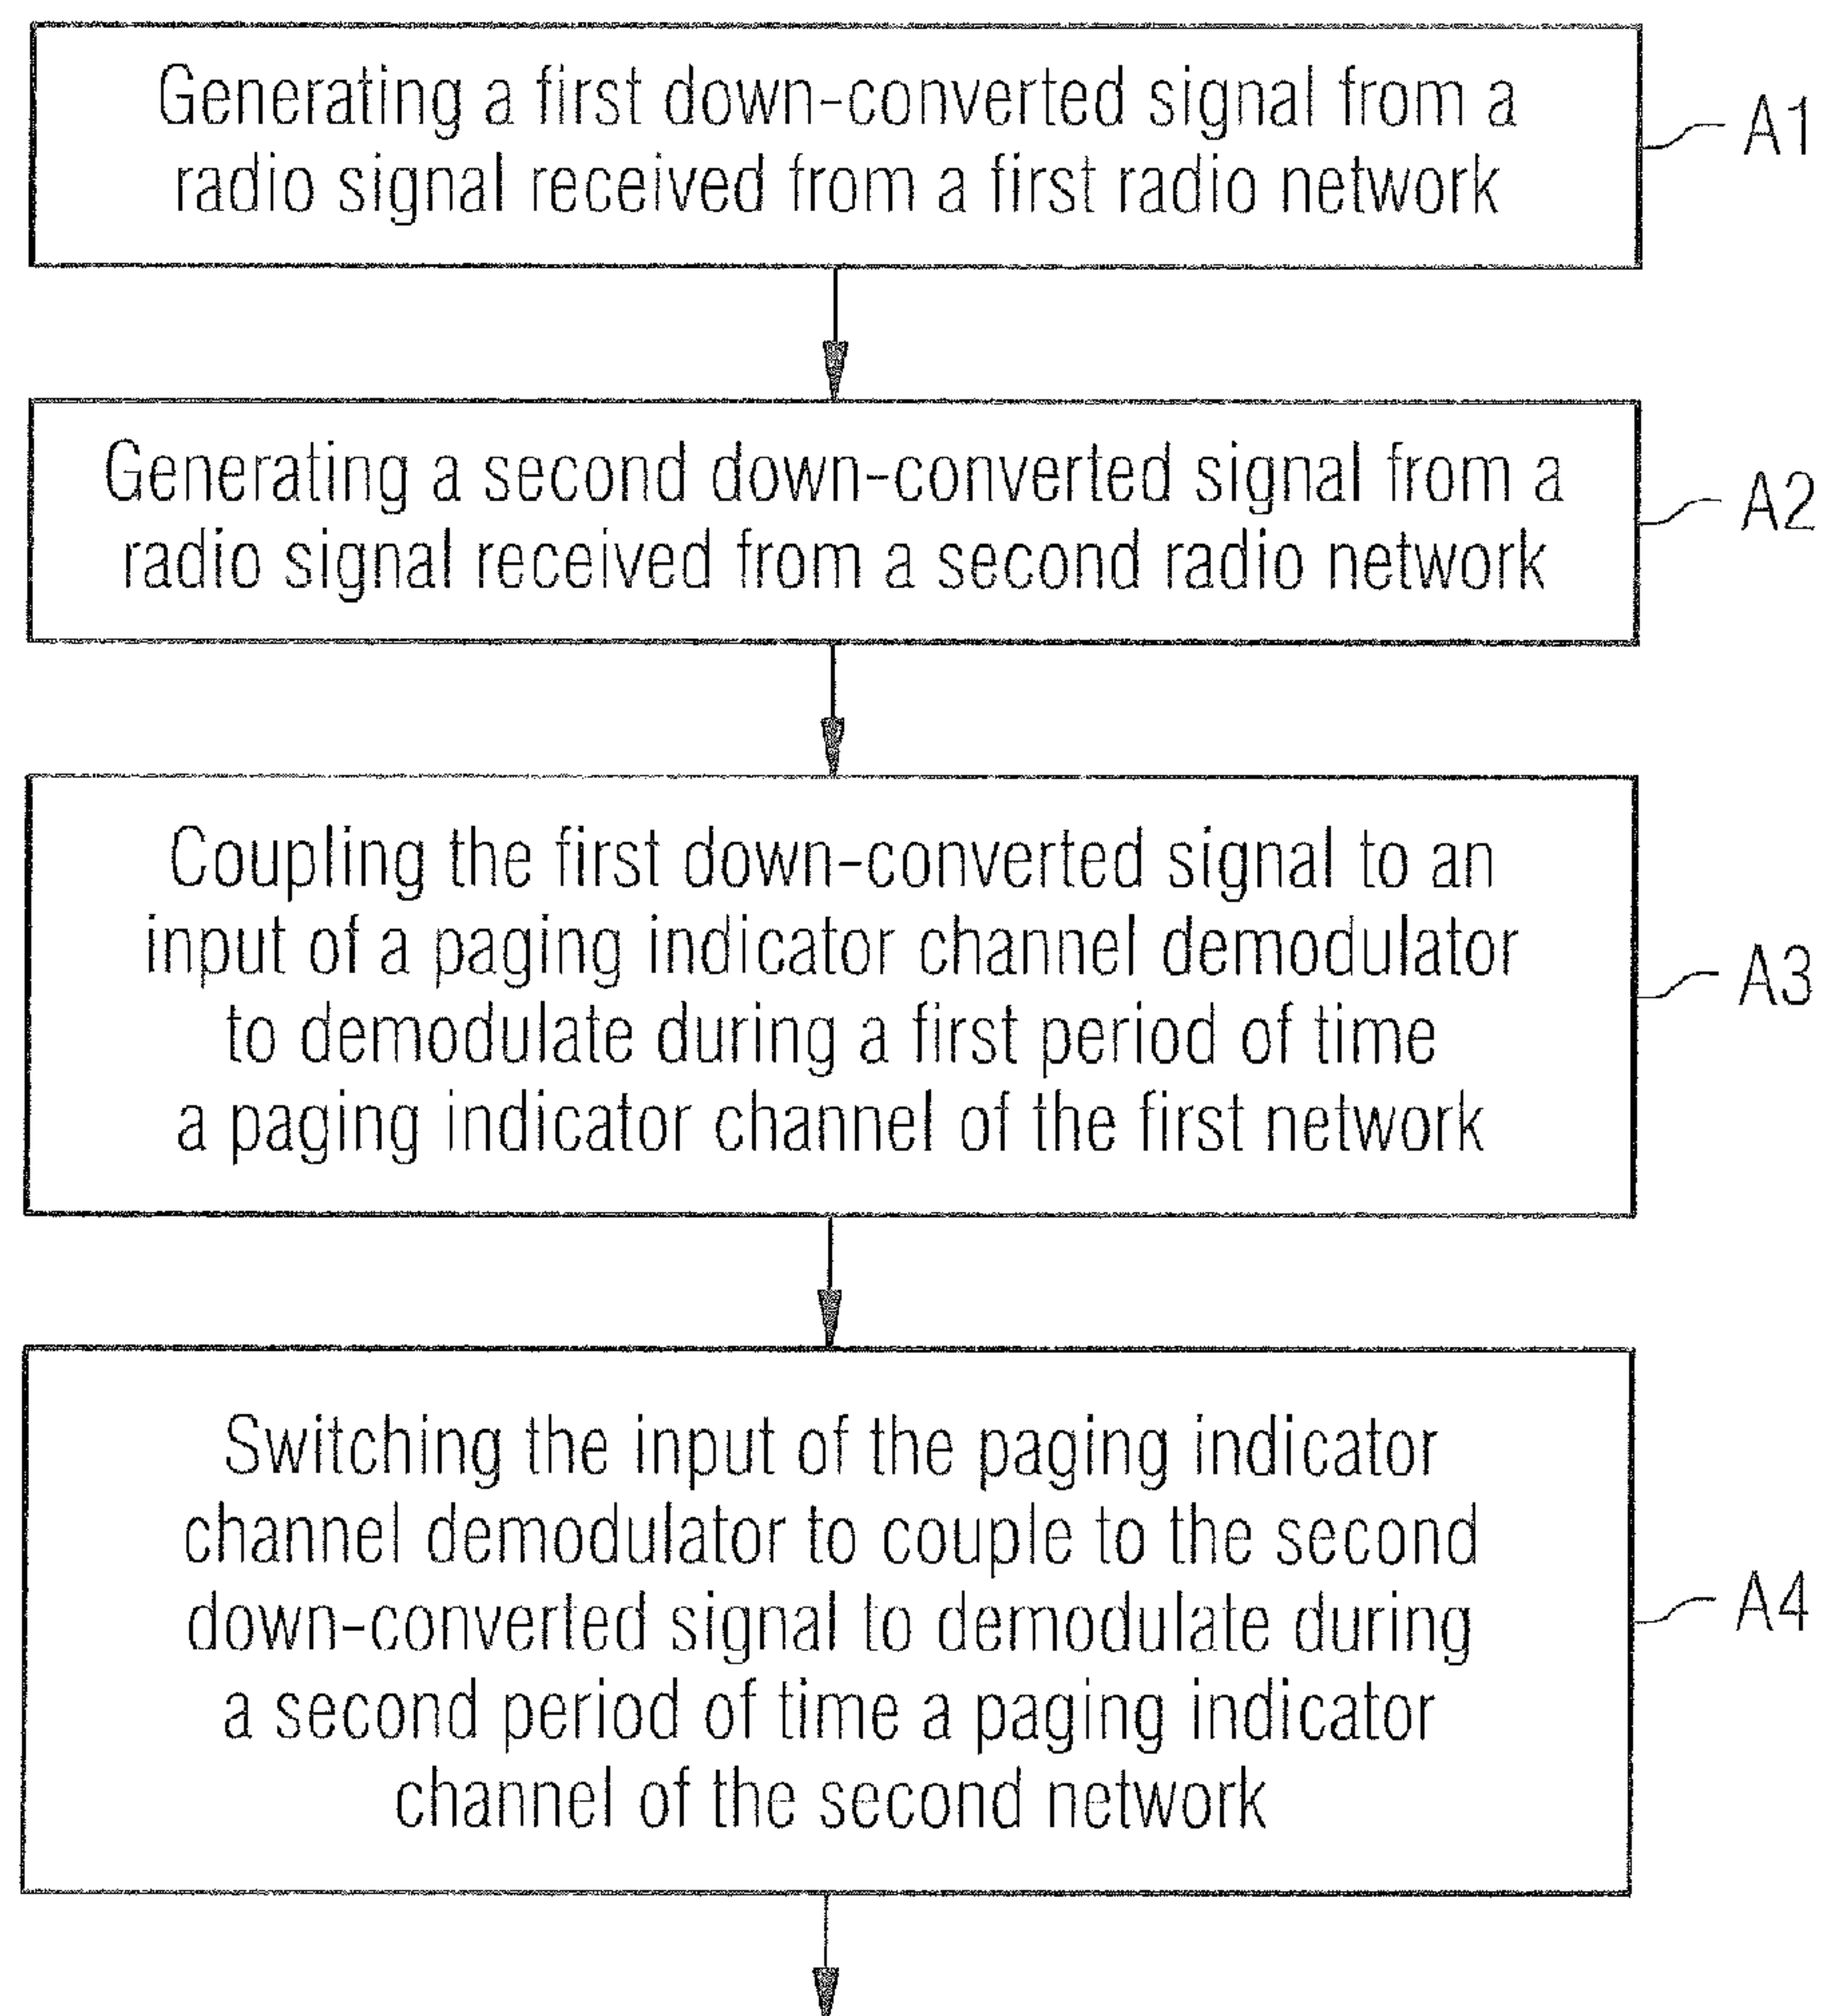 Generating a first down-converted signal from a
radio signal received from a first radio network
A1
Generating a second down-converted signal from a
radio signal received from a second radio network
A2
Coupling the first down-converted signal to an
input of a paging indicator channel demodulator
to demodulate during a first period of time
a paging indicator channel of the first network
A3
Switching the input of the paging indicator
channel demodulator to couple to the second
down-converted signal to demodulate during
a second period of time a paging indicator
channel of the second network
A4